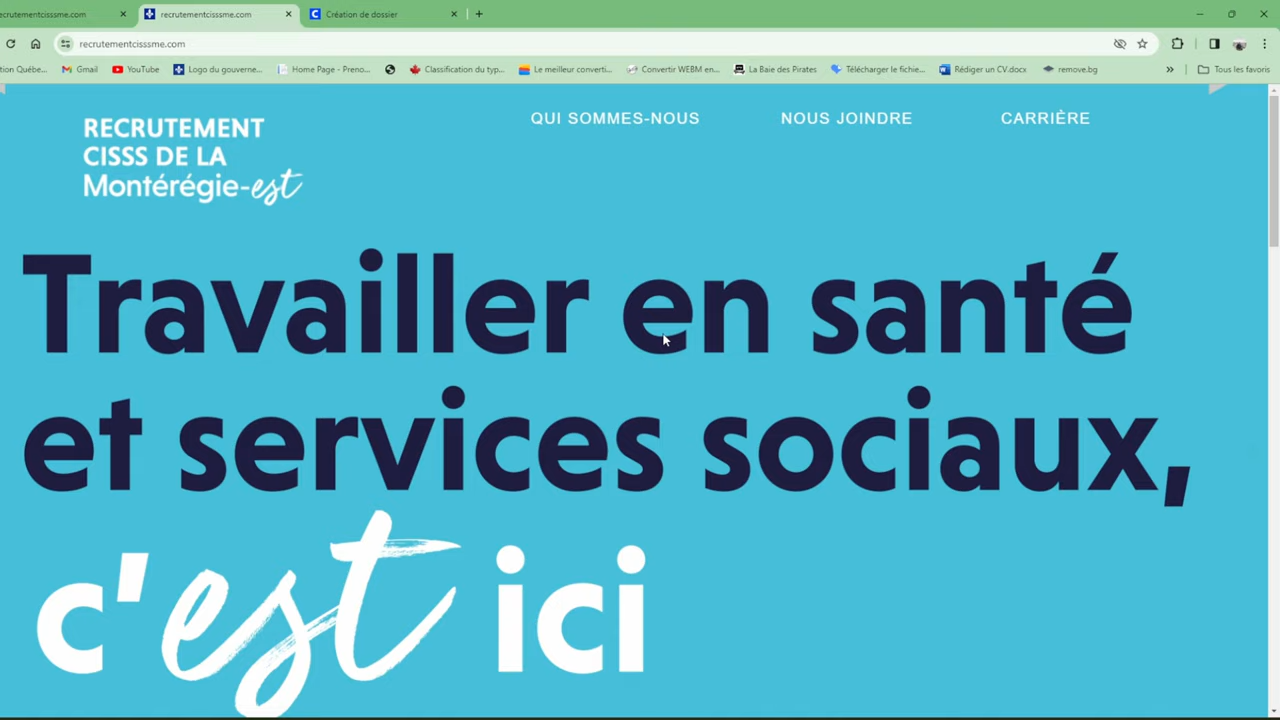 ecrutementcisssme.com
recrutementcisssme.com
Création de dossier
recrutementcisssme.com
tion Québe...
Gmail
YouTube
Logo du gouverne...
Home Page - Preno...
Classification du typ...
Le meilleur converti...
Convertir WEBM en...
La Baie des Pirates
Télécharger le fichie...
Rédiger un CV.docx
remove.bg
Tous les favoris
RECRUTEMENT
CISSS DE LA
Montérégie-est
QUI SOMMES-NOUS
NOUS JOINDRE
CARRIÈRE
Travailler en santé
et services sociaux,
c'est ici